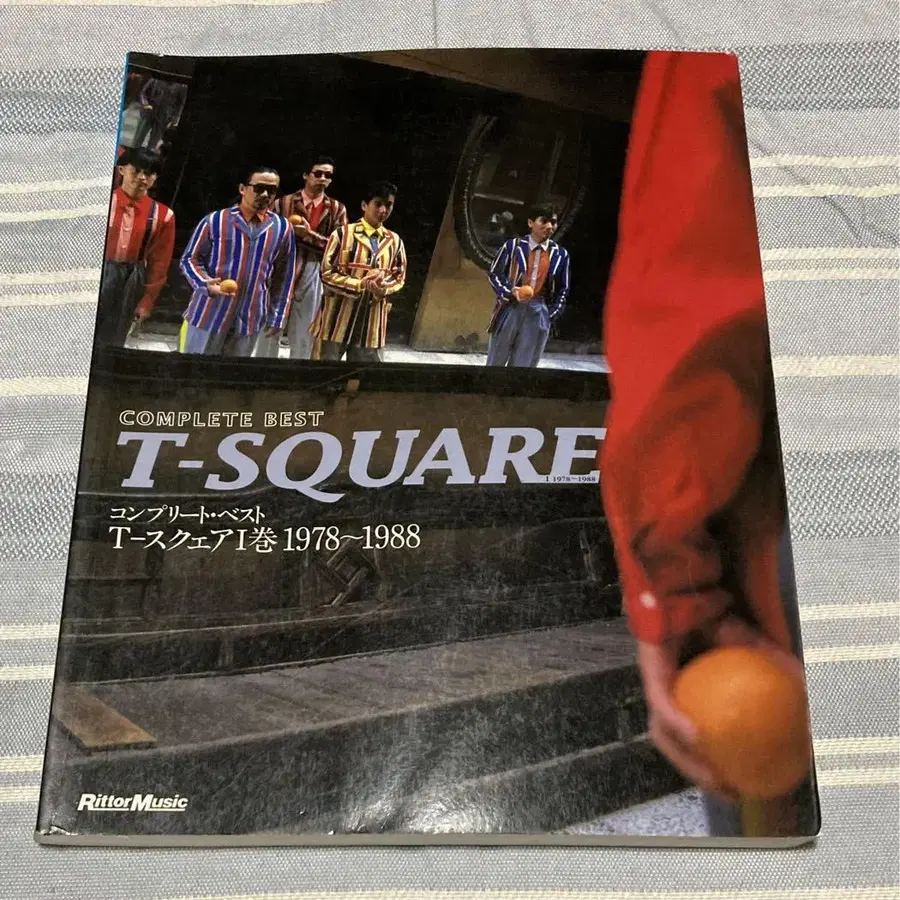 COMPLETE BEST
T-SQUARE
I 1978〜1988
コンプリート・ベスト
T-スクェア I巻 1978〜1988
RittorMusic